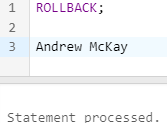 1 ROLLBACK;
2
3 Andrew McKay
Statement processed.